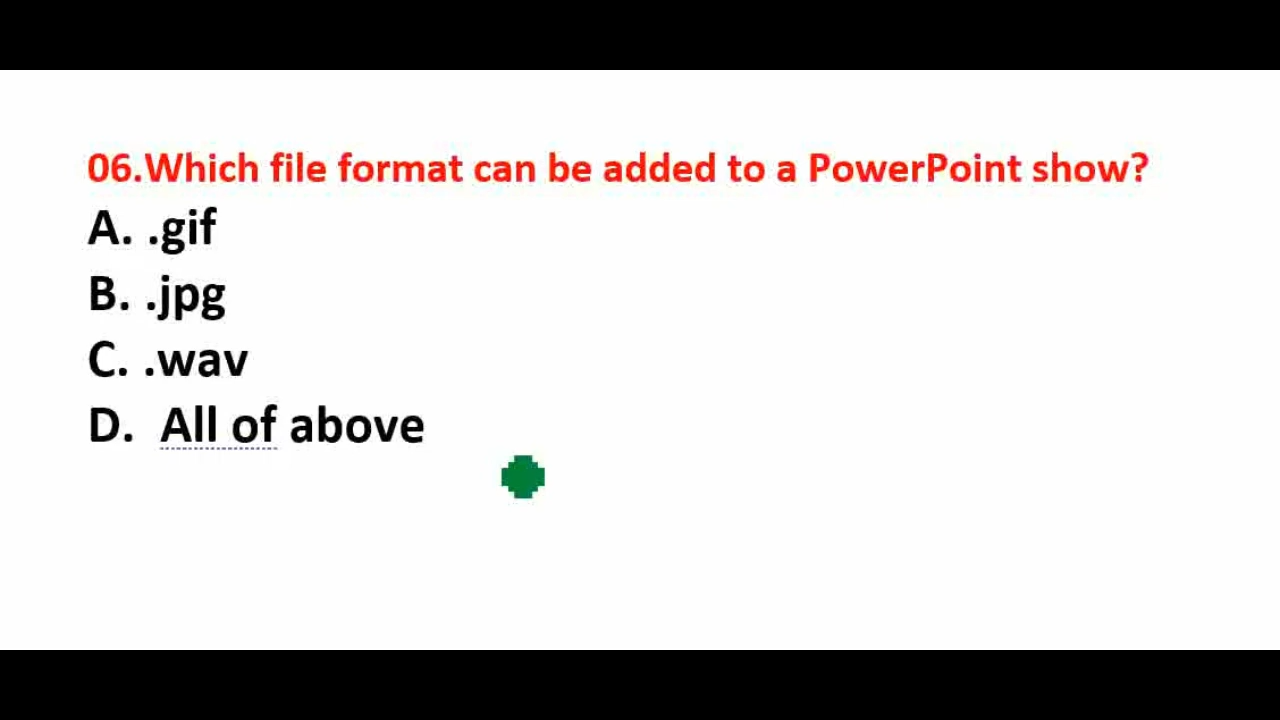 06.Which file format can be added to a PowerPoint show?
A. .gif
B. .jpg
C. .wav
D. All of above